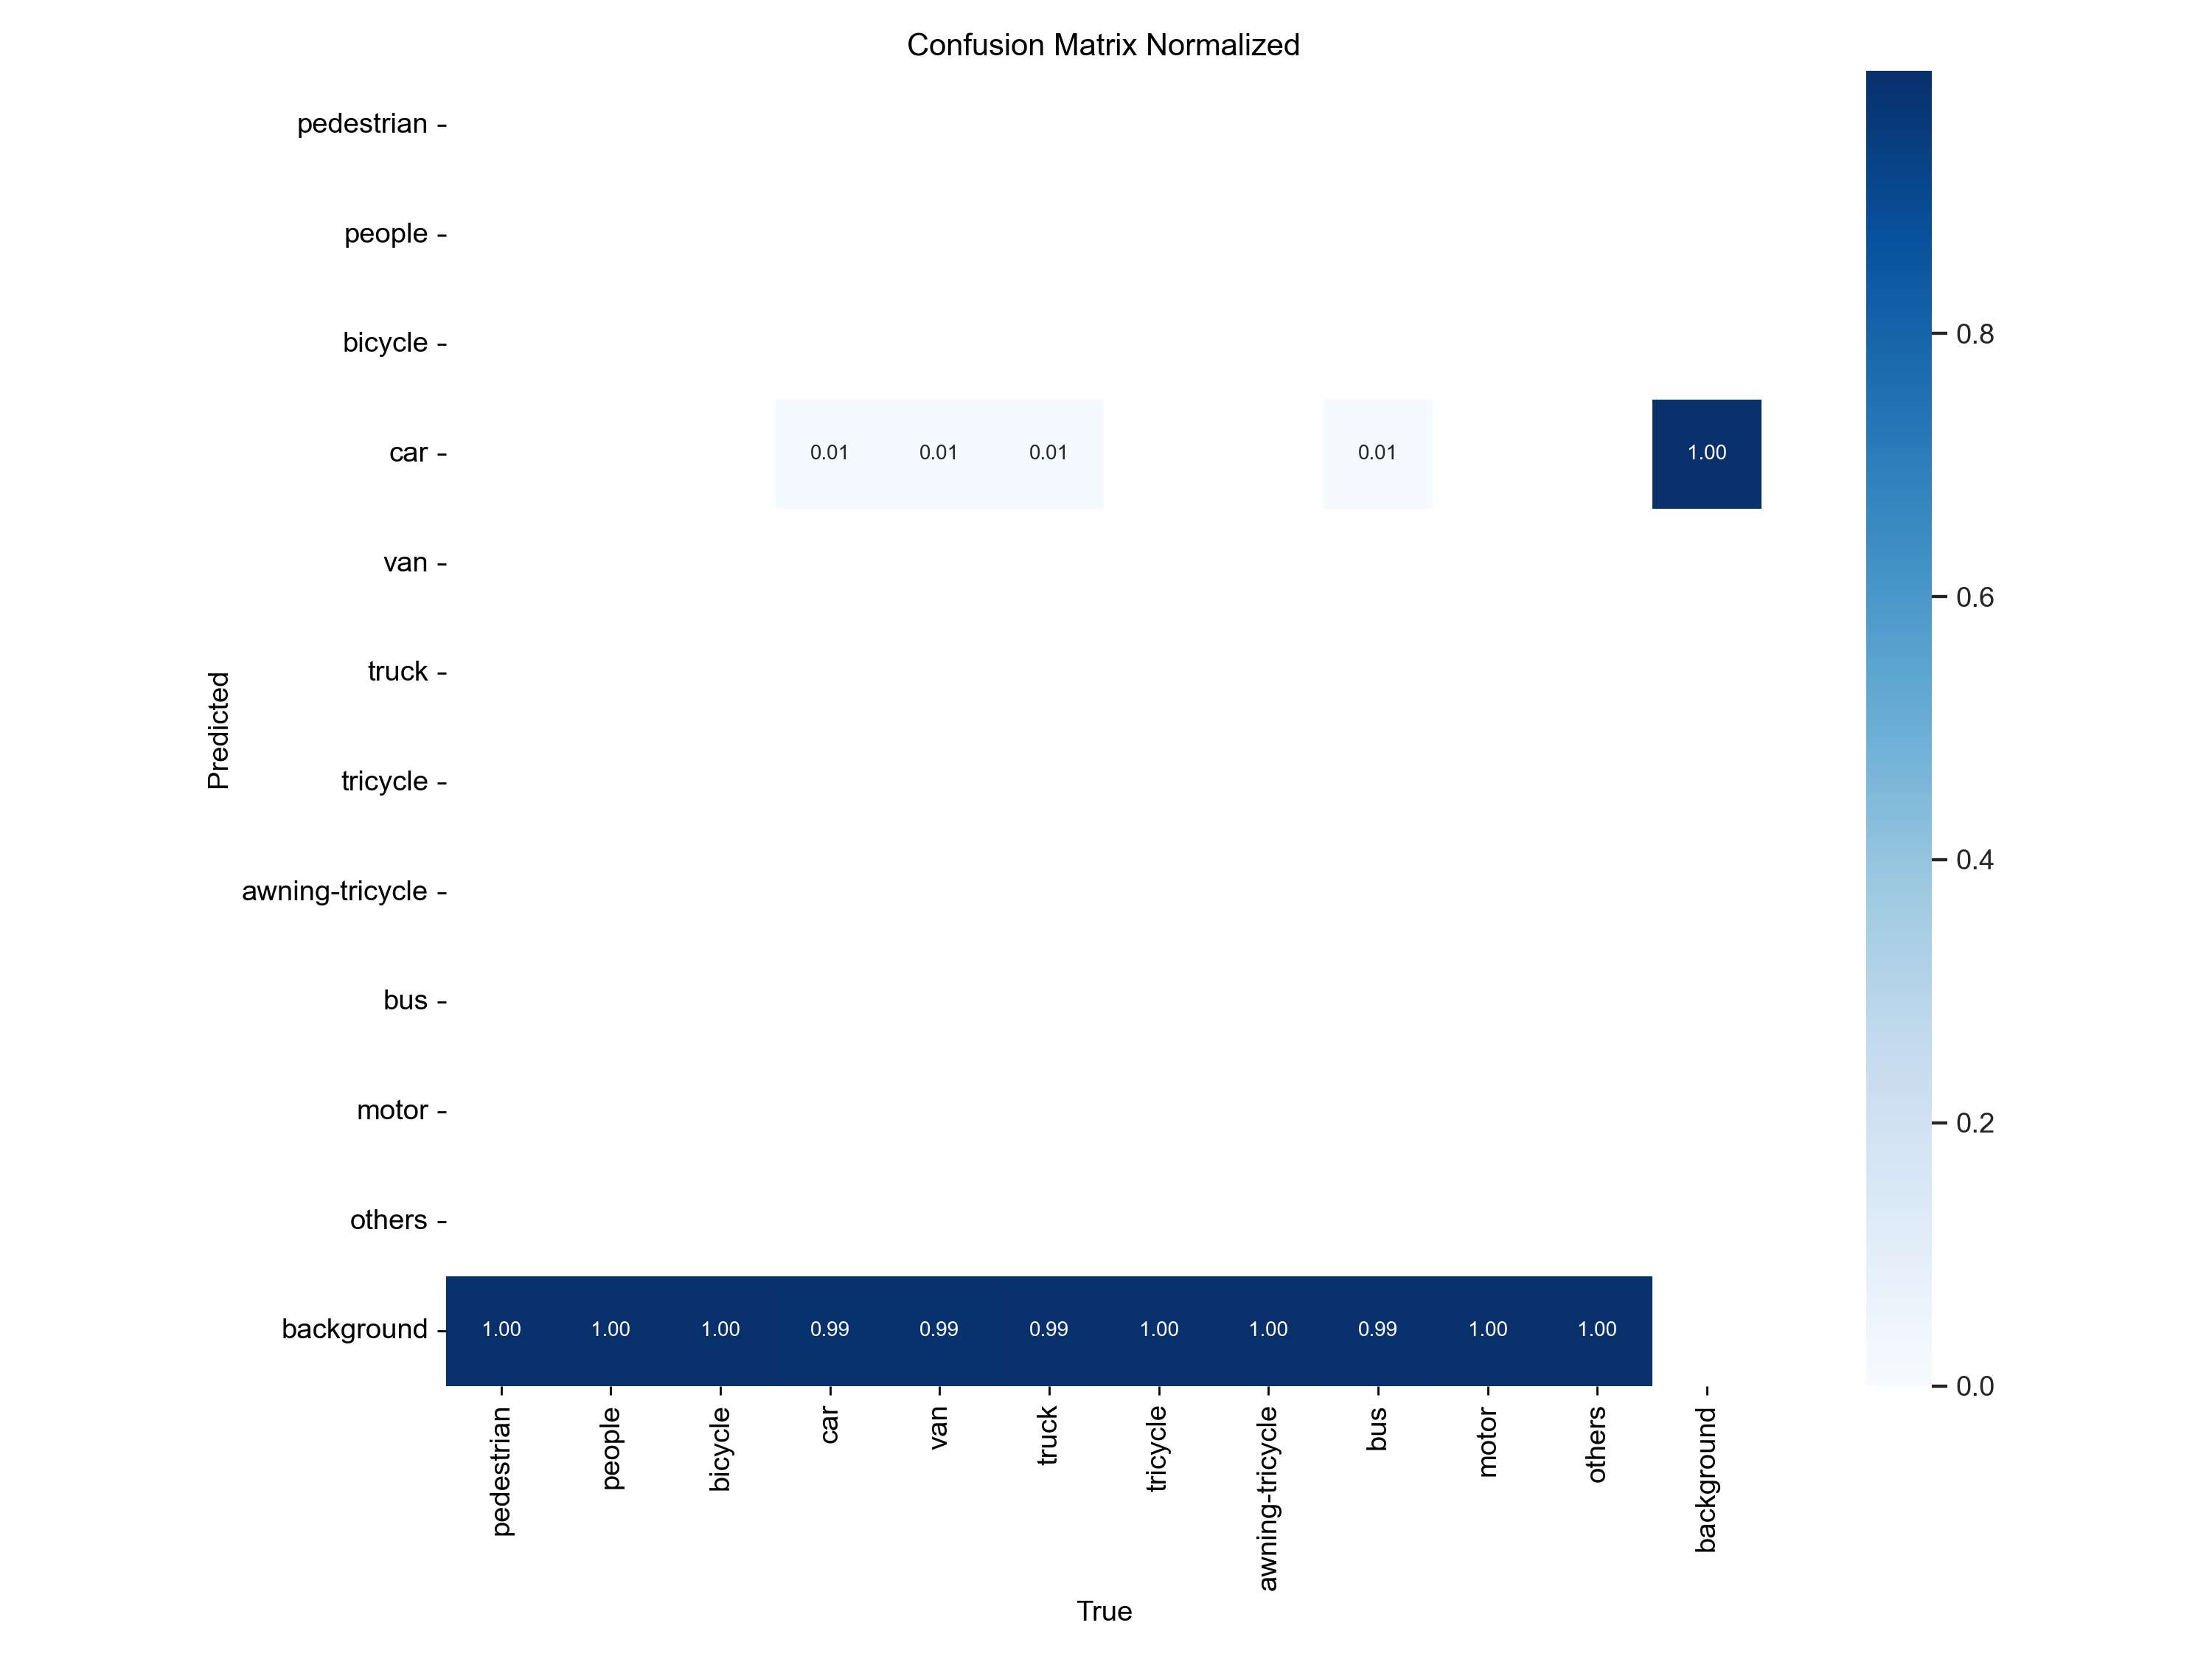 Confusion Matrix Normalized
pedestrian
people
bicycle
car
0.01 0.01 0.01 0.01 1.00
van
truck
tricycle
awning-tricycle
bus
motor
others
background
1.00 1.00 1.00 0.99 0.99 0.99 1.00 1.00 0.99 1.00 1.00
Predicted
pedestrian
people
bicycle
car
van
truck
tricycle
awning-tricycle
bus
motor
others
background
True
0.8
0.6
0.4
0.2
0.0